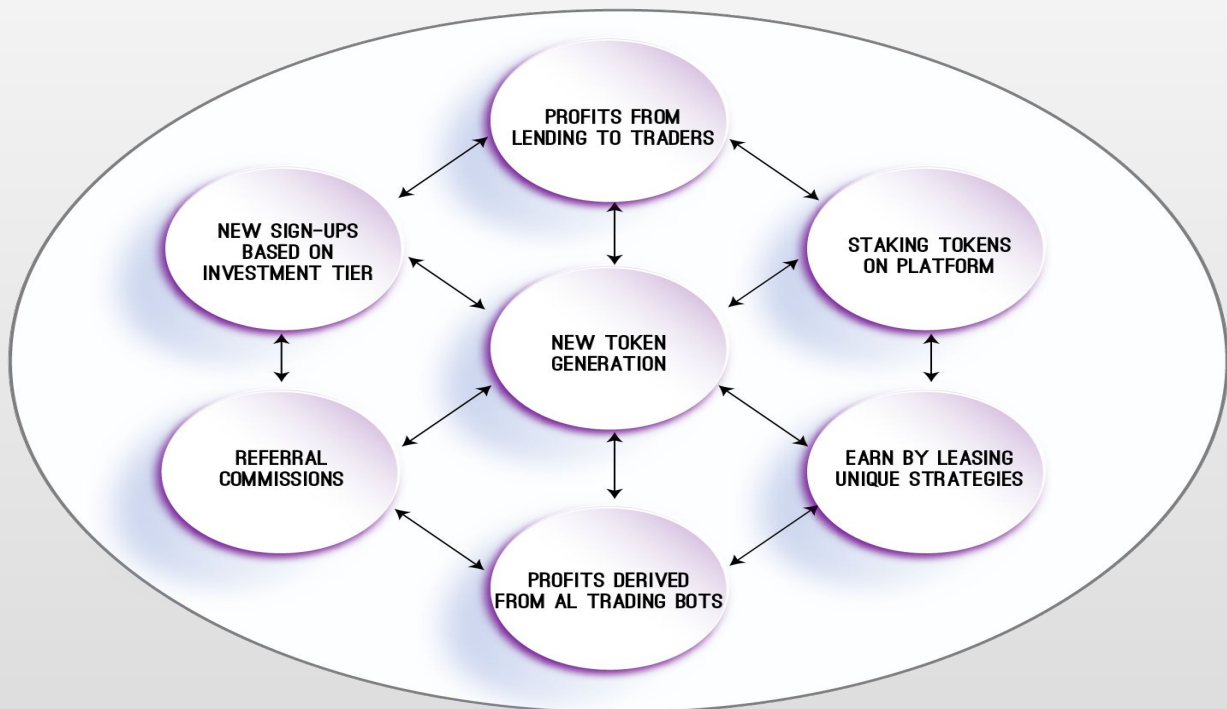 PROFITS FROM
LENDING TO TRADERS
NEW SIGN-UPS
BASED ON
INVESTMENT TIER
STAKING TOKENS
ON PLATFORM
NEW TOKEN
GENERATION
REFERRAL
COMMISSIONS
EARN BY LEASING
UNIQUE STRATEGIES
PROFITS DERIVED
FROM AL TRADING BOTS